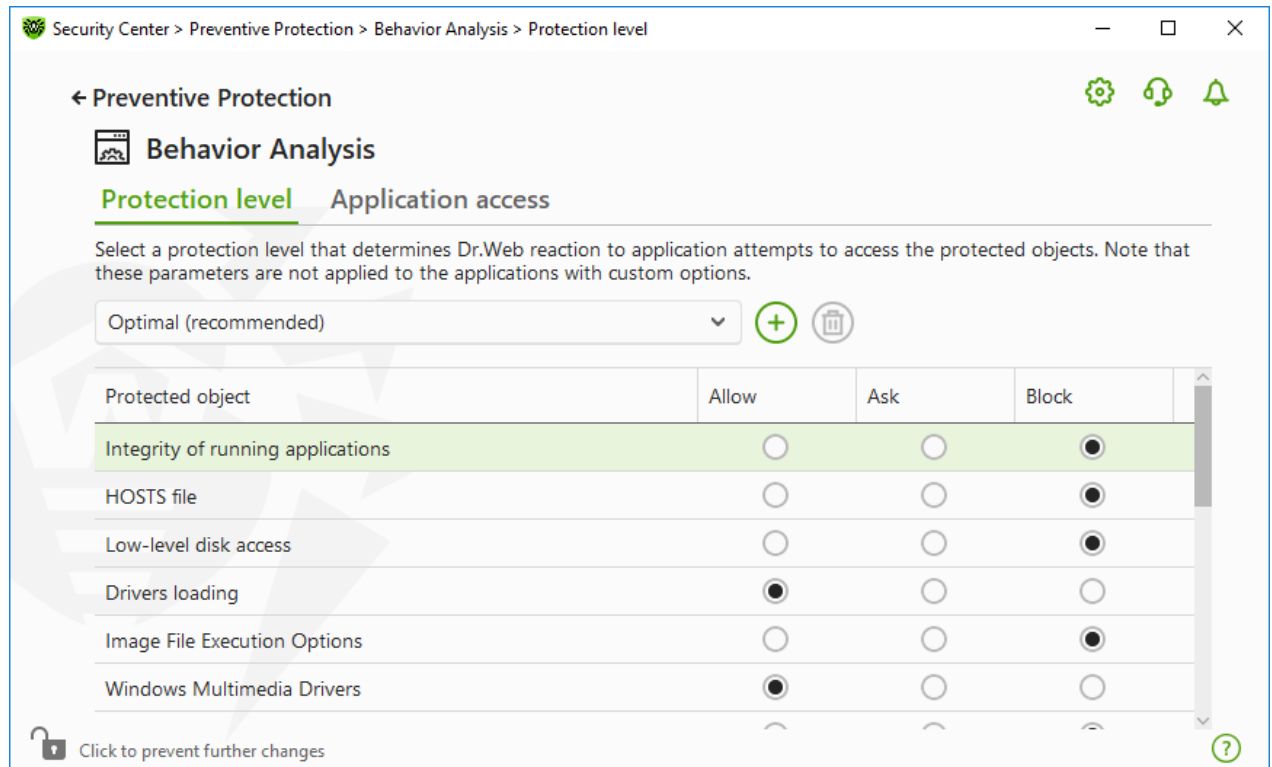 Security Center > Preventive Protection > Behavior Analysis > Protection level
Preventive Protection
Behavior Analysis
Protection level Application access
Select a protection level that determines Dr.Web reaction to application attempts to access the protected objects. Note that
these parameters are not applied to the applications with custom options.
Optimal (recommended)
Protected object Allow Ask Block
Integrity of running applications
HOSTS file
Low-level disk access
Drivers loading
Image File Execution Options
Windows Multimedia Drivers
Click to prevent further changes
?